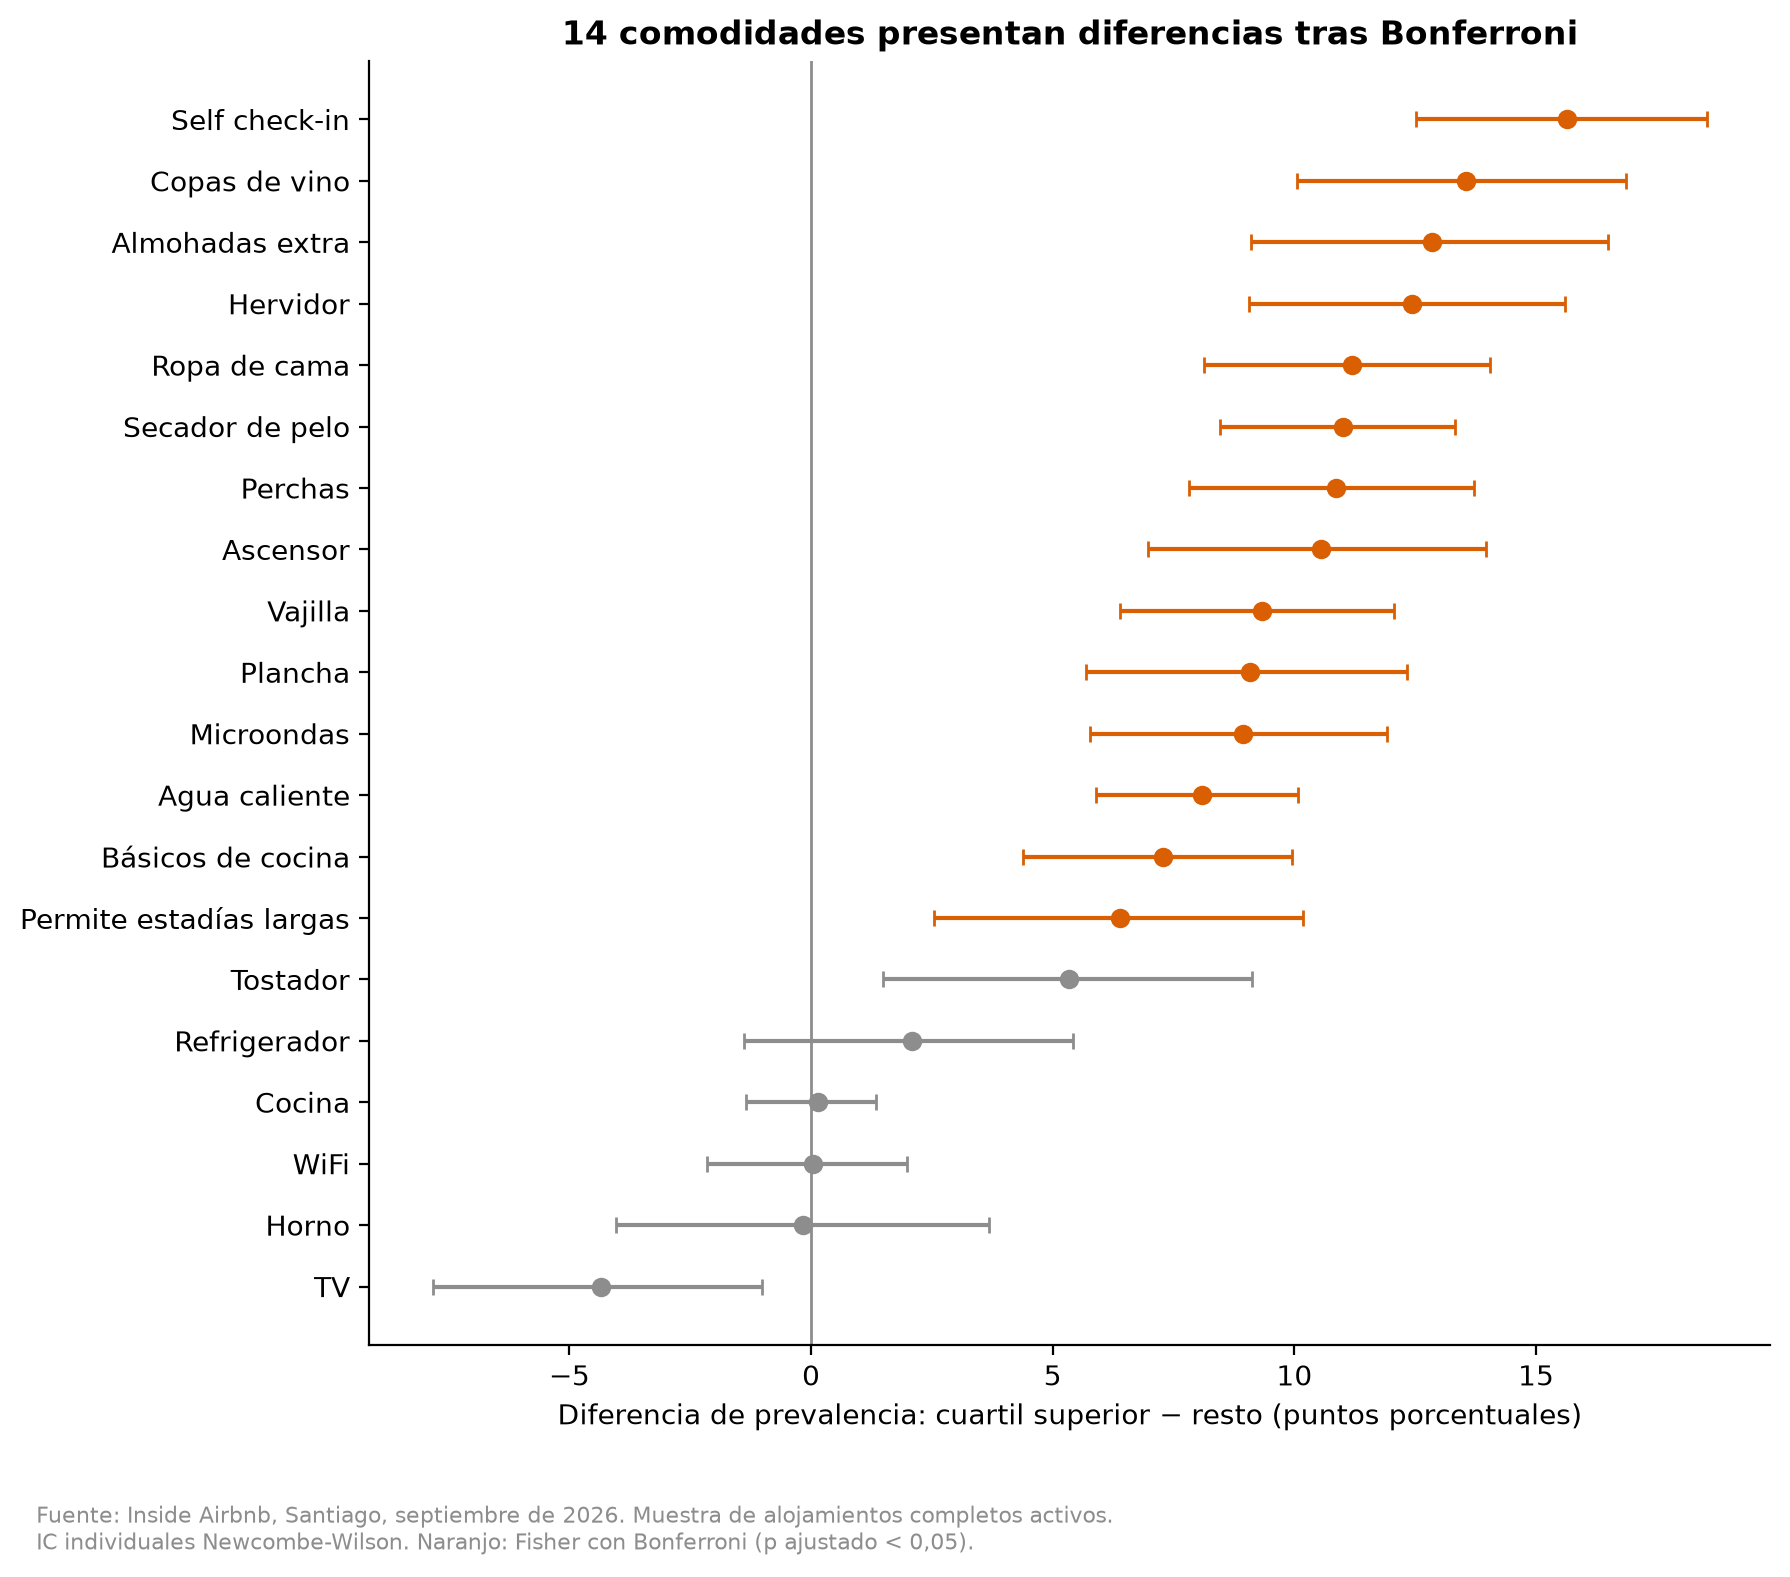 14 comodidades presentan diferencias tras Bonferroni
Self check-in
Copas de vino
Almohadas extra
Hervidor
Ropa de cama
Secador de pelo
Perchas
Ascensor
Vajilla
Plancha
Microondas
Agua caliente
Básicos de cocina
Permite estadías largas
Tostador
Refrigerador
Cocina
WiFi
Horno
TV
−5 0 5 10 15
Diferencia de prevalencia: cuartil superior − resto (puntos porcentuales)
Fuente: Inside Airbnb, Santiago, septiembre de 2026. Muestra de alojamientos completos activos.
IC individuales Newcombe-Wilson. Naranjo: Fisher con Bonferroni (p ajustado < 0,05).